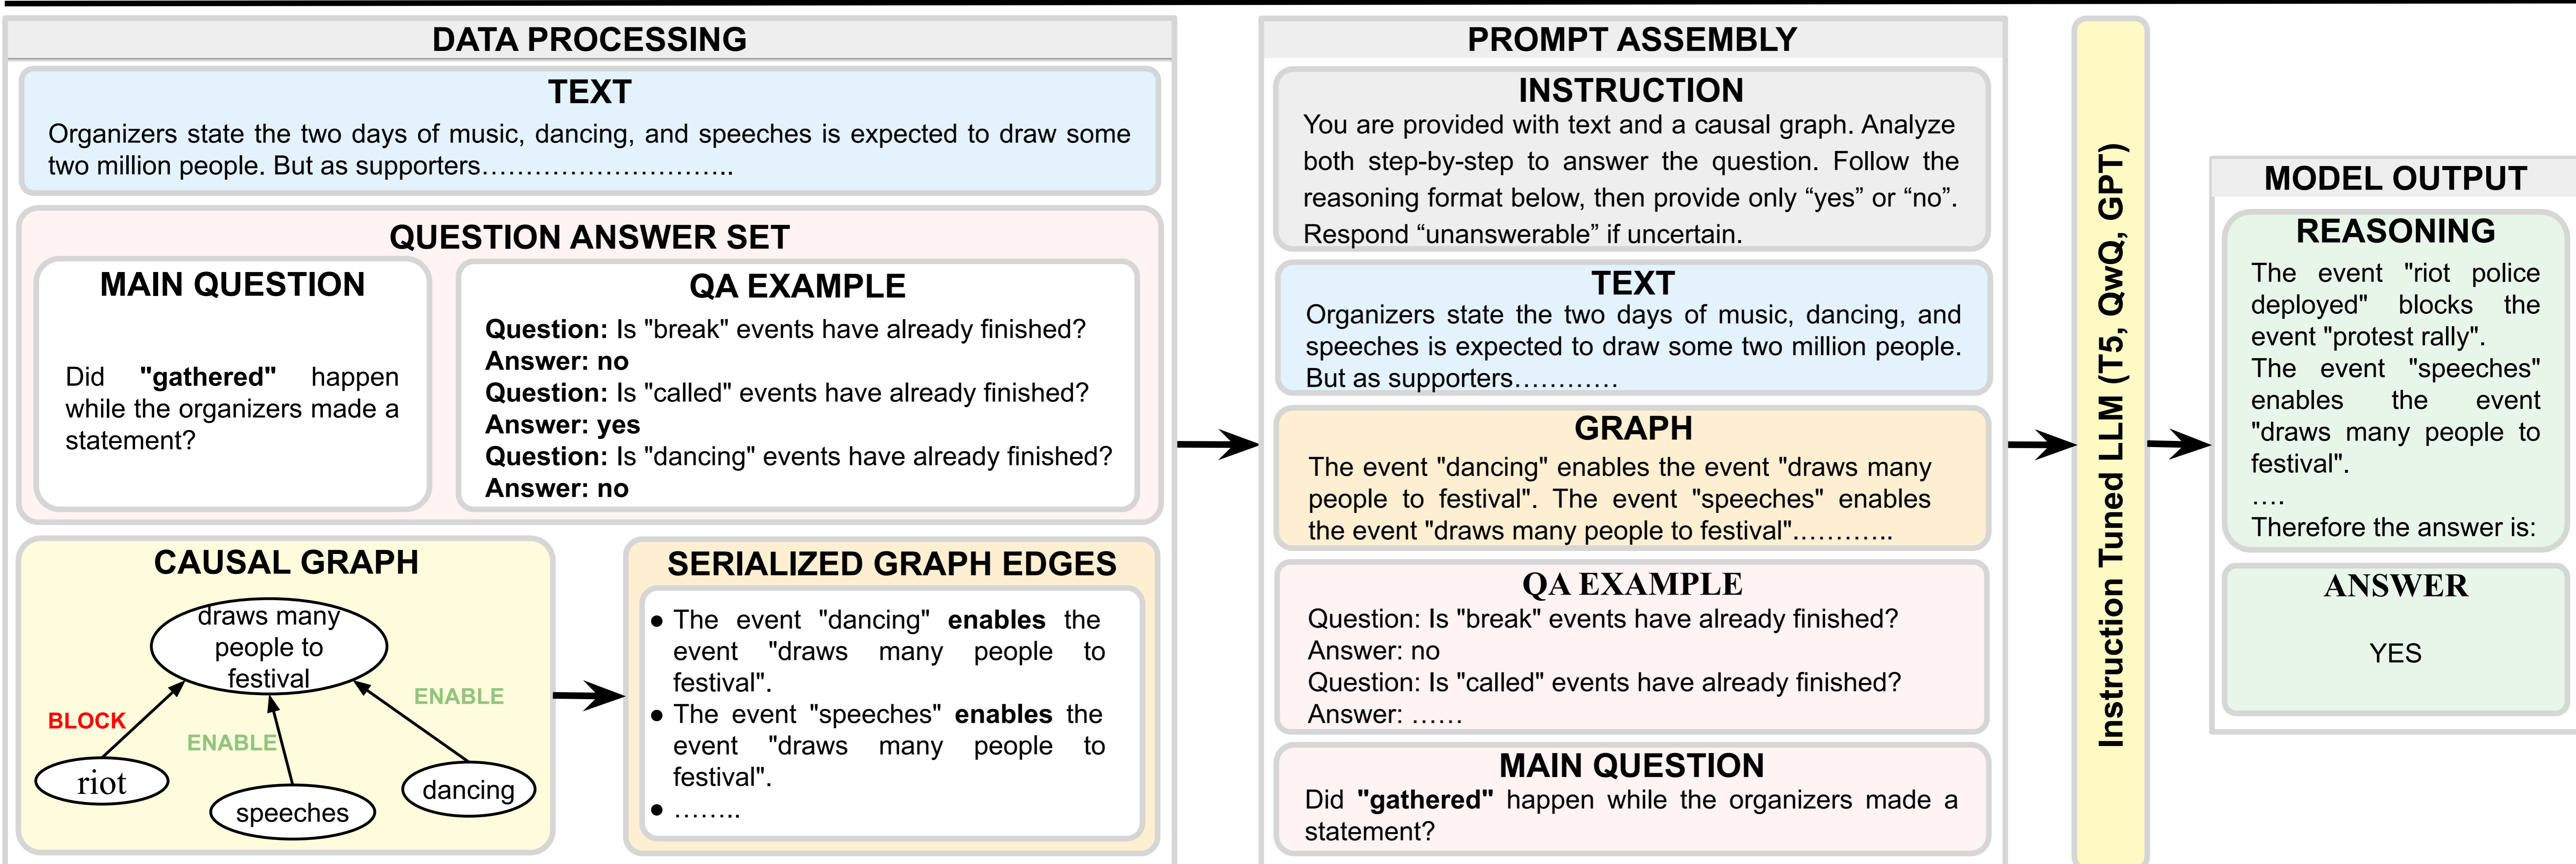 DATA PROCESSING
TEXT
Organizers state the two days of music, dancing, and speeches is expected to draw some
two million people. But as supporters…………………………..
QUESTION ANSWER SET
MAIN QUESTION
Did "gathered" happen
while the organizers made a
statement?
QA EXAMPLE
Question: Is "break" events have already finished?
Answer: no
Question: Is "called" events have already finished?
Answer: yes
Question: Is "dancing" events have already finished?
Answer: no
CAUSAL GRAPH
draws many
people to
festival
BLOCK
ENABLE
ENABLE
riot
speeches
dancing
SERIALIZED GRAPH EDGES
● The event "dancing" enables the
event "draws many people to
festival".
● The event "speeches" enables the
event "draws many people to
festival".
● ……..
PROMPT ASSEMBLY
INSTRUCTION
You are provided with text and a causal graph. Analyze
both step-by-step to answer the question. Follow the
reasoning format below, then provide only “yes” or “no”.
Respond “unanswerable” if uncertain.
TEXT
Organizers state the two days of music, dancing, and
speeches is expected to draw some two million people.
But as supporters…………
GRAPH
The event "dancing" enables the event "draws many
people to festival". The event "speeches" enables
the event "draws many people to festival"………..
QA EXAMPLE
Question: Is "break" events have already finished?
Answer: no
Question: Is "called" events have already finished?
Answer: ……
MAIN QUESTION
Did "gathered" happen while the organizers made a
statement?
Instruction Tuned LLM (T5, QwQ, GPT)
MODEL OUTPUT
REASONING
The event "riot police
deployed" blocks the
event "protest rally".
The event "speeches"
enables the event
"draws many people to
festival".
….
Therefore the answer is:
ANSWER
YES